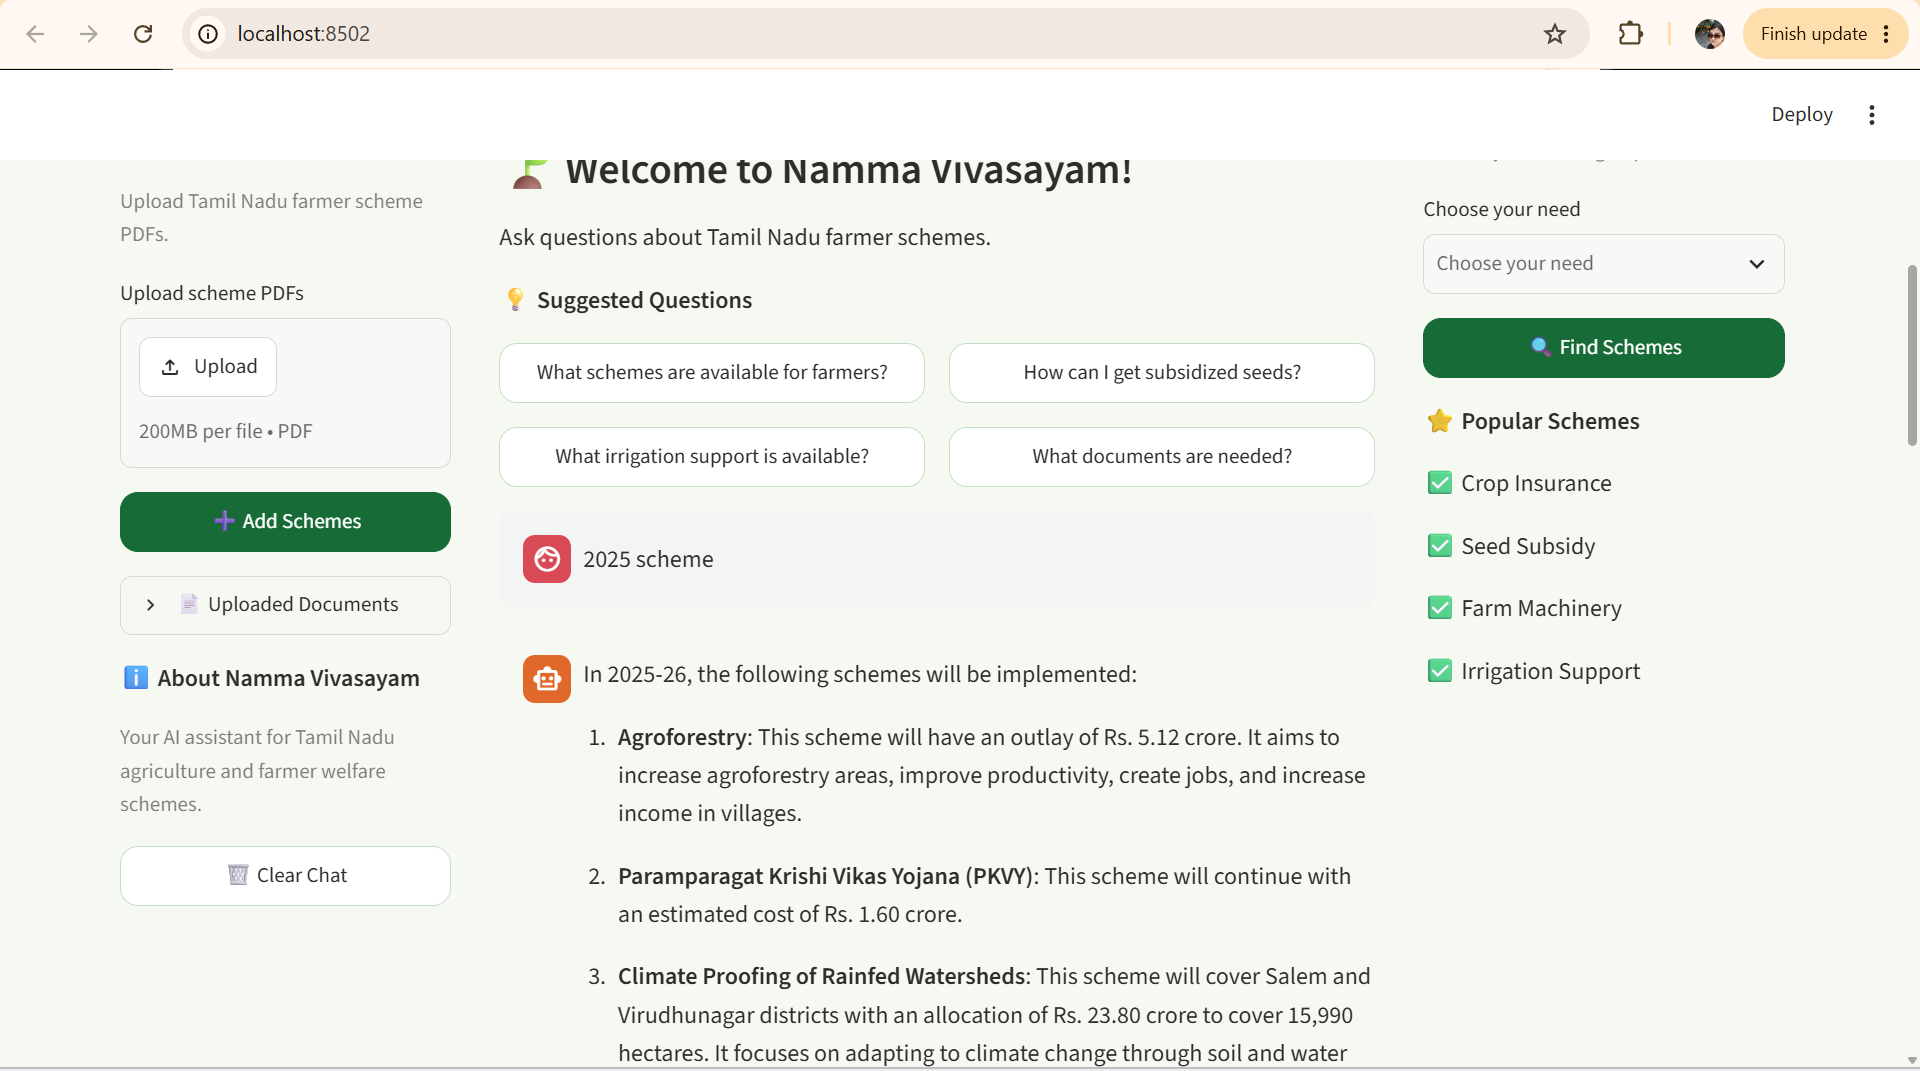 localhost:8502
Finish update
Deploy
Upload Tamil Nadu farmer scheme
PDFs.
Upload scheme PDFs
Upload
200MB per file • PDF
Add Schemes
Uploaded Documents
About Namma Vivasayam
Your AI assistant for Tamil Nadu
agriculture and farmer welfare
schemes.
Clear Chat
Welcome to Namma Vivasayam!
Ask questions about Tamil Nadu farmer schemes.
Suggested Questions
What schemes are available for farmers?
How can I get subsidized seeds?
What irrigation support is available?
What documents are needed?
2025 scheme
In 2025-26, the following schemes will be implemented:
1. Agroforestry: This scheme will have an outlay of Rs. 5.12 crore. It aims to
increase agroforestry areas, improve productivity, create jobs, and increase
income in villages.
2. Paramparagat Krishi Vikas Yojana (PKVY): This scheme will continue with
an estimated cost of Rs. 1.60 crore.
3. Climate Proofing of Rainfed Watersheds: This scheme will cover Salem and
Virudhunagar districts with an allocation of Rs. 23.80 crore to cover 15,990
hectares. It focuses on adapting to climate change through soil and water
Choose your need
Choose your need
Find Schemes
Popular Schemes
Crop Insurance
Seed Subsidy
Farm Machinery
Irrigation Support